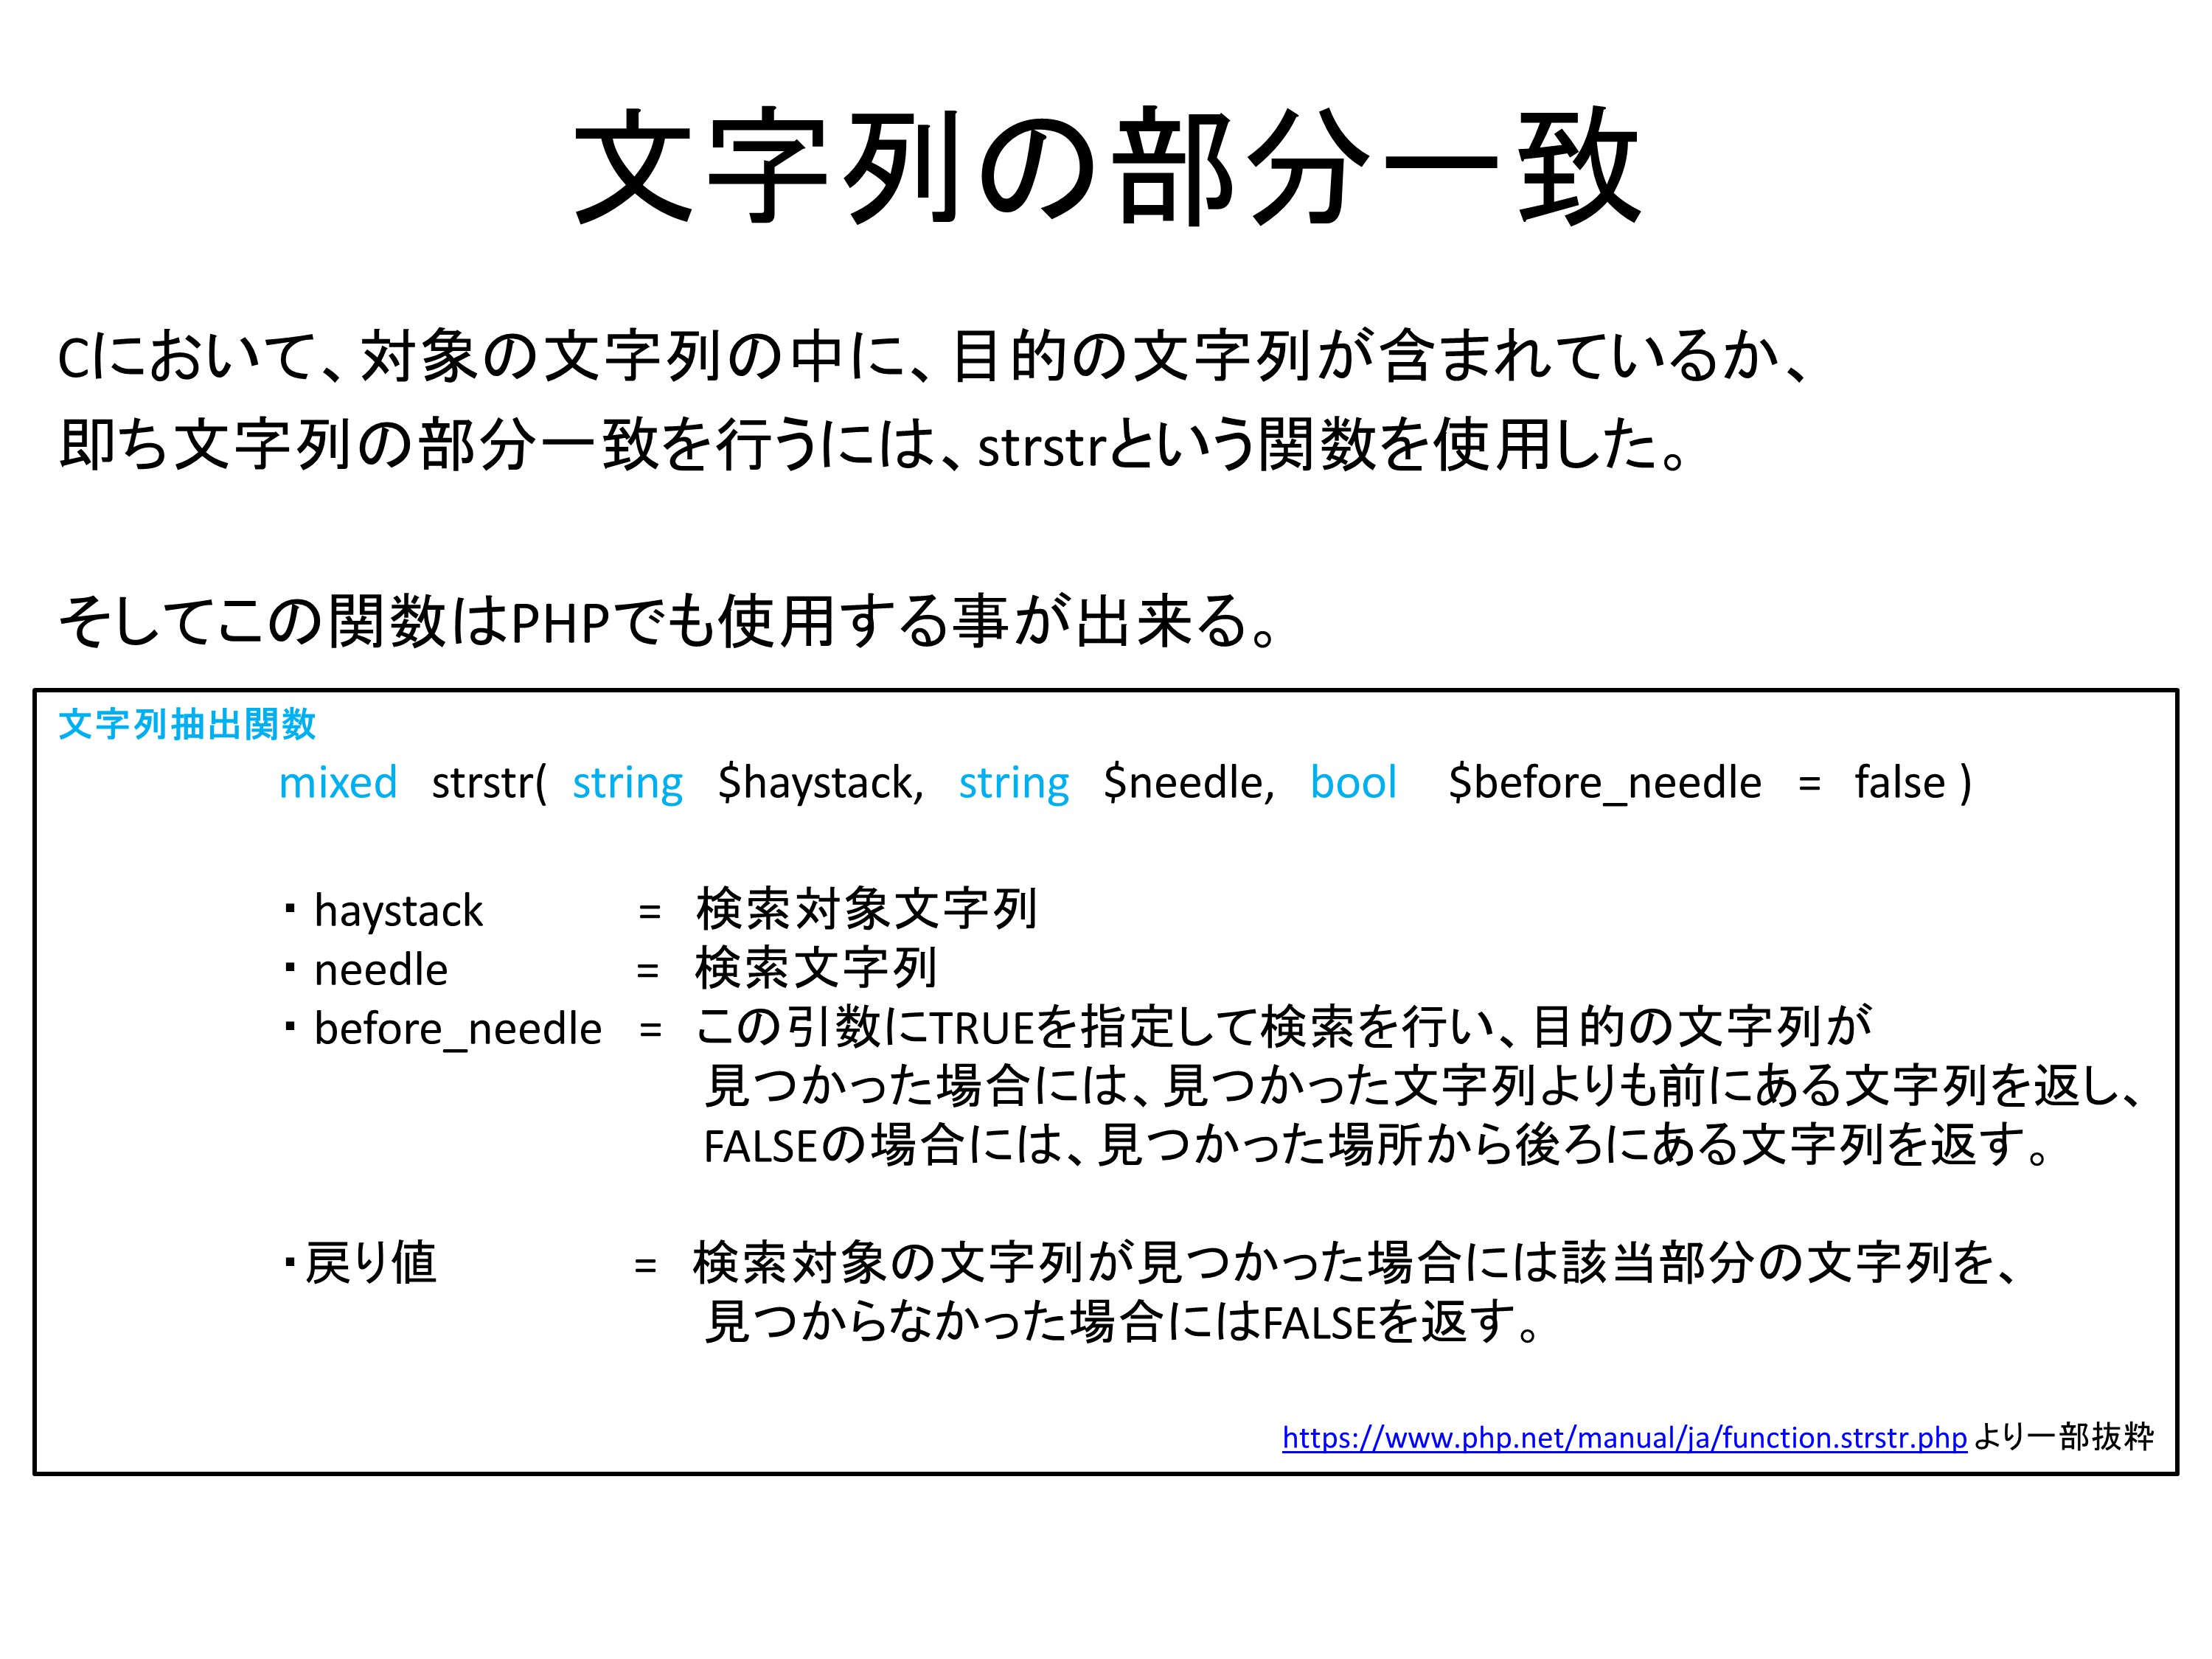 文字列の部分一致
Cにおいて、対象の文字列の中に、目的の文字列が含まれているか、
即ち文字列の部分一致を行うには、strstrという関数を使用した。
そしてこの関数はPHPでも使用する事が出来る。
文字列抽出関数
mixed strstr( string $haystack, string $needle, bool $before_needle = false )
・haystack = 検索対象文字列
・needle = 検索文字列
・before_needle = この引数にTRUEを指定して検索を行い、目的の文字列が
見つかった場合には、見つかった文字列よりも前にある文字列を返し、
FALSEの場合には、見つかった場所から後ろにある文字列を返す。
・戻り値 = 検索対象の文字列が見つかった場合には該当部分の文字列を、
見つからなかった場合にはFALSEを返す。
https://www.php.net/manual/ja/function.strstr.php より一部抜粋